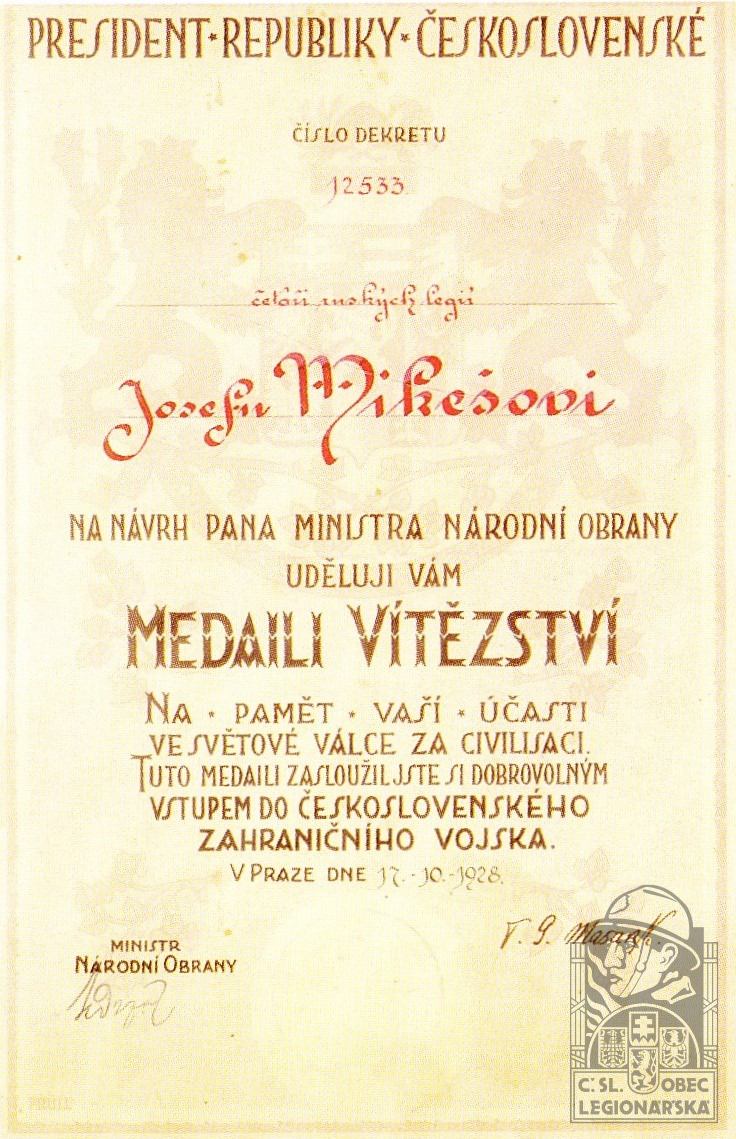 PRESIDENT * REPUBLIKY * ČESKOSLOVENSKÉ
ČÍSLO DEKRETU
12533
četaři ruských legií
Josefu Mikešovi
NA NÁVRH PANA MINISTRA NÁRODNÍ OBRANY
UDĚLUJI VÁM
MEDAILI VÍTĚZSTVÍ
NA * PAMĚT * VAŠÍ * ÚČASTI
VE SVĚTOVÉ VÁLCE ZA CIVILISACI.
TUTO MEDAILI ZASLOUŽIL JSTE SI DOBROVOLNÝM
VSTUPEM DO ČESKOSLOVENSKÉHO
ZAHRANIČNÍHO VOJSKA.
V PRAZE DNE 17.-10.-1928.
T. G. Masaryk.
MINISTR
NÁRODNÍ OBRANY
Č. SL. OBEC
LEGIONÁŘSKÁ